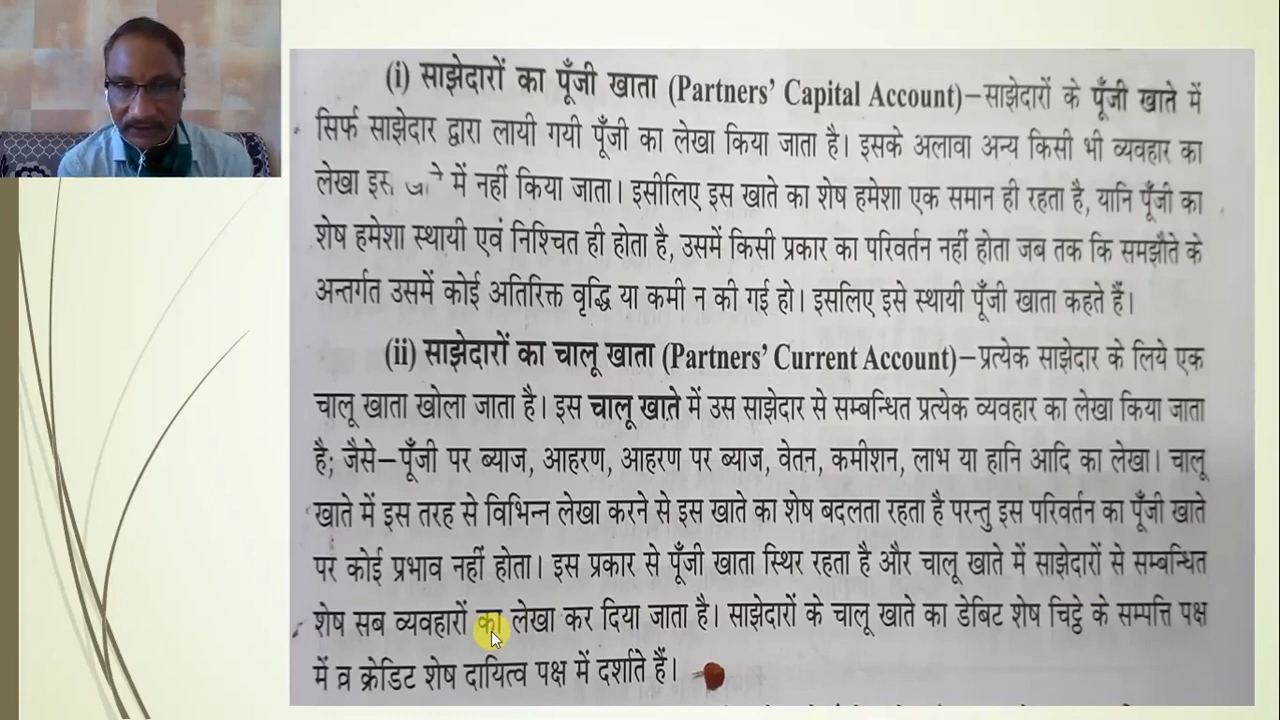 (i) साझेदारों का पूँजी खाता (Partners' Capital Account)–साझेदारों के पूँजी खाते में
सिर्फ साझेदार द्वारा लायी गयी पूँजी का लेखा किया जाता है। इसके अलावा अन्य किसी भी व्यवहार का
लेखा में नहीं किया जाता। इसीलिए इस खाते का शेष हमेशा एक समान ही रहता है, यानि पूँजी का
शेष हमेशा स्थायी एवं निश्चित ही होता है, उसमें किसी प्रकार का परिवर्तन नहीं होता जब तक कि समझौते के
अन्तर्गत उसमें कोई अतिरिक्त वृद्धि या कमी न की गई हो। इसलिए इसे स्थायी पूँजी खाता कहते हैं।
(ii) साझेदारों का चालू खाता (Partners' Current Account)–प्रत्येक साझेदार के लिये एक
चालू खाता खोला जाता है। इस चालू खाते में उस साझेदार से सम्बन्धित प्रत्येक व्यवहार का लेखा किया जाता
है; जैसे–पूँजी पर ब्याज, आहरण, आहरण पर ब्याज, वेतन, कमीशन, लाभ या हानि आदि का लेखा। चालू
खाते में इस तरह से विभिन्न लेखा करने से इस खाते का शेष बदलता रहता है परन्तु इस परिवर्तन का पूँजी खाते
पर कोई प्रभाव नहीं होता। इस प्रकार से पूँजी खाता स्थिर रहता है और चालू खाते में साझेदारों से सम्बन्धित
शेष सब व्यवहारों का लेखा कर दिया जाता है। साझेदारों के चालू खाते का डेबिट शेष चिट्ठे के सम्पत्ति पक्ष
में व क्रेडिट शेष दायित्व पक्ष में दर्शाते हैं।